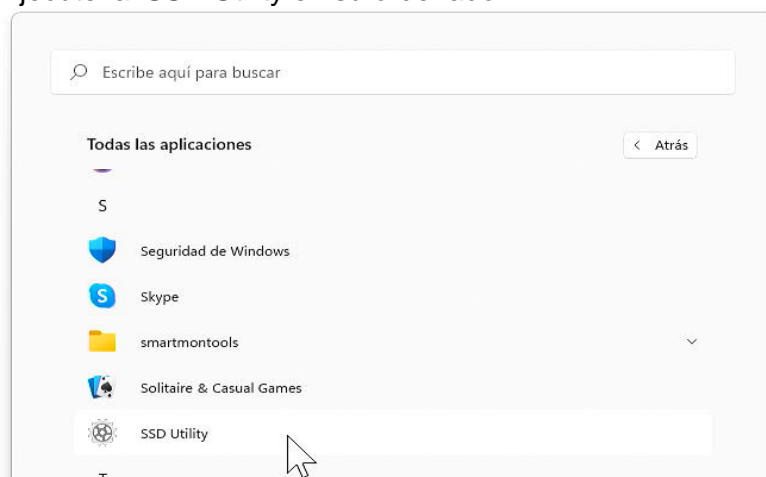 Escribe aquí para buscar
Todas las aplicaciones
< Atrás
S
Seguridad de Windows
Skype
smartmontools
Solitaire & Casual Games
SSD Utility